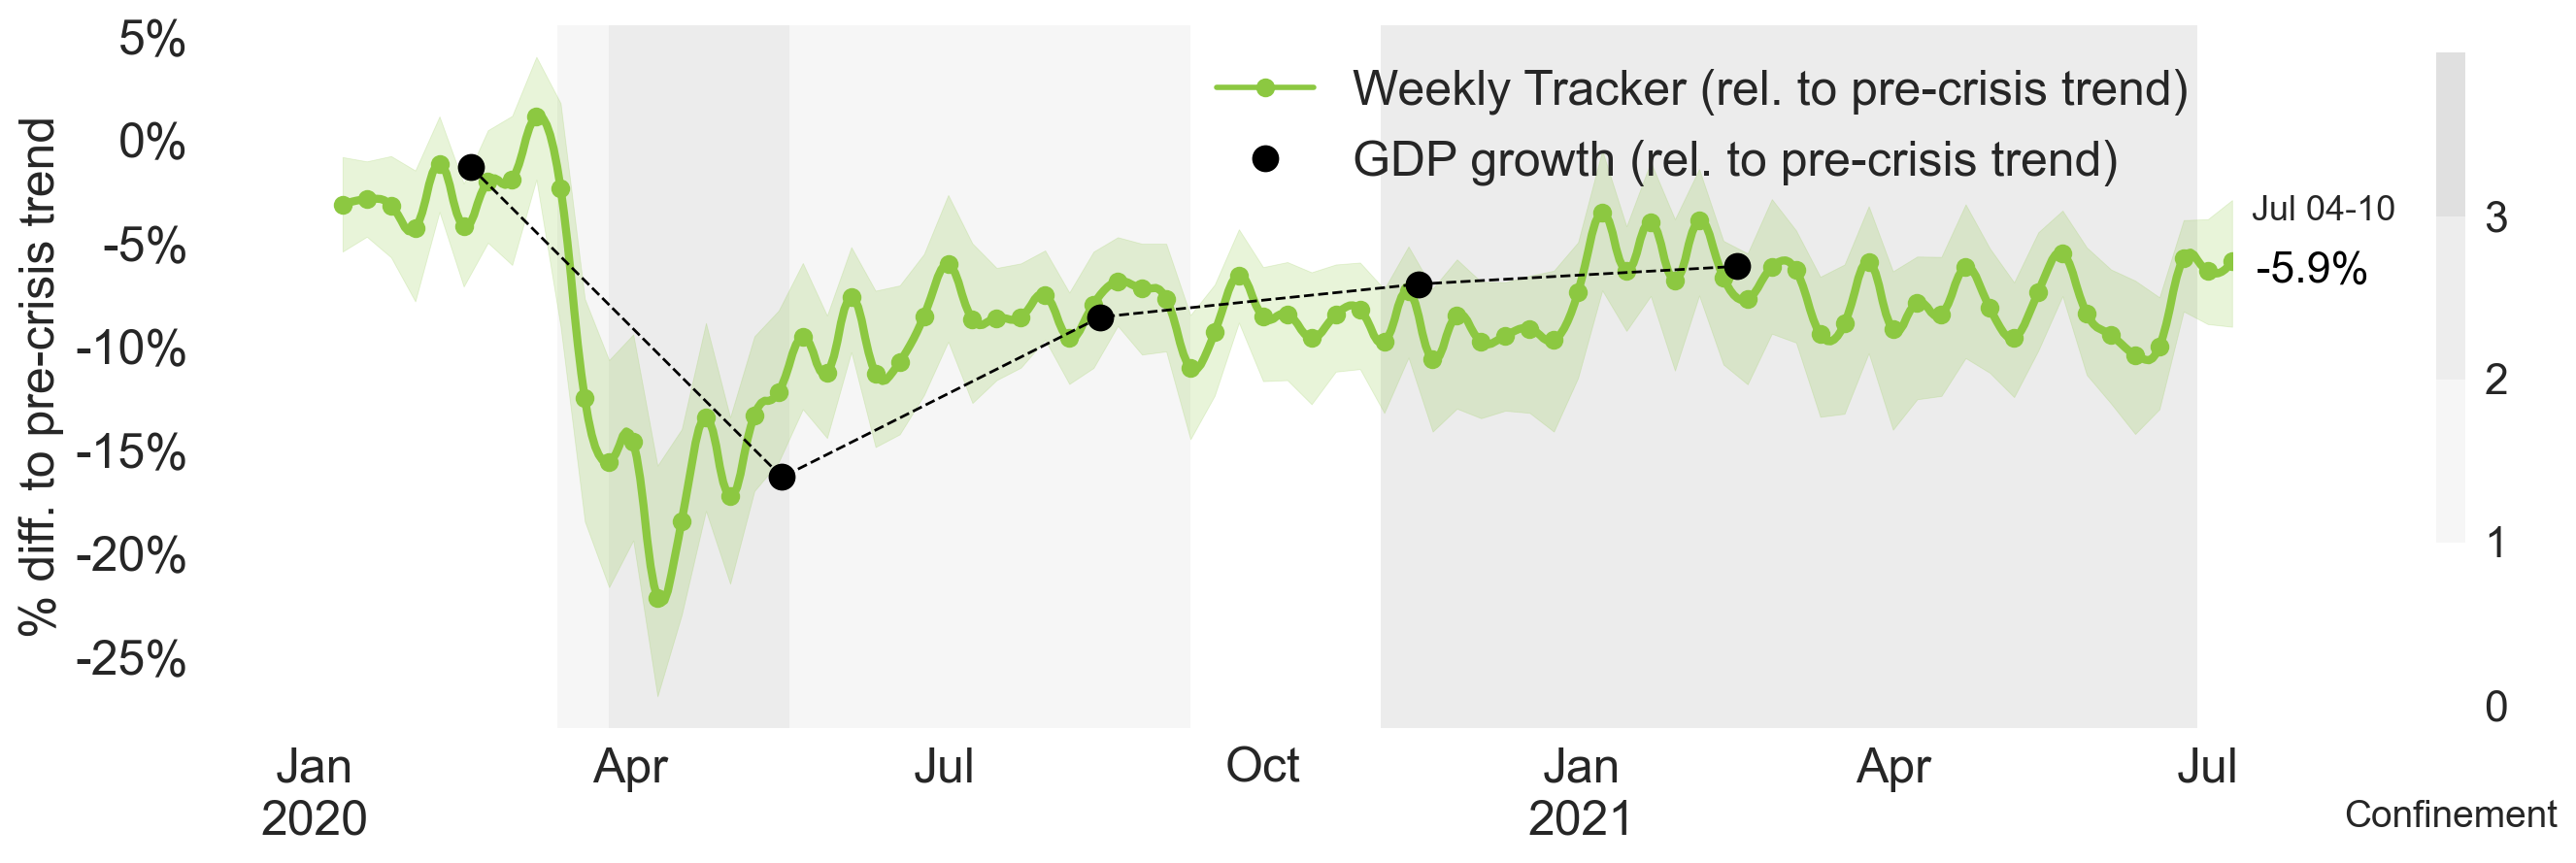 5%
0%
-5%
-10%
-15%
-20%
-25%
% diff. to pre-crisis trend
Weekly Tracker (rel. to pre-crisis trend)
GDP growth (rel. to pre-crisis trend)
Jul 04-10
-5.9%
3
2
1
0
Confinement
Jan Apr Jul Oct Jan Apr Jul
2020 2021